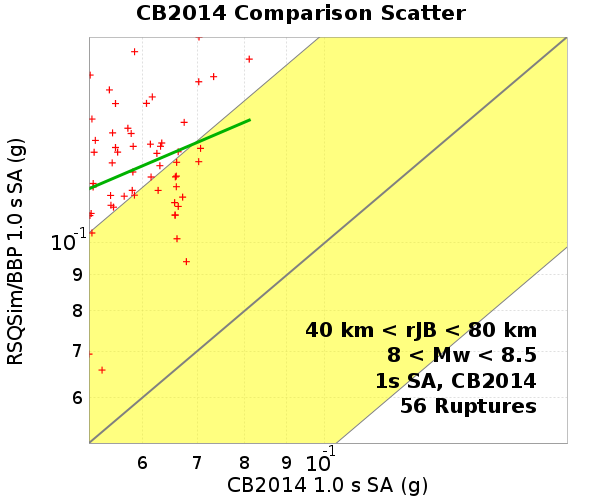 CB2014 Comparison Scatter
RSQSim/BBP 1.0 s SA (g)
10-1
9
8
7
6
40 km < rJB < 80 km
8 < Mw < 8.5
1s SA, CB2014
56 Ruptures
6 7 8 9 10-1
CB2014 1.0 s SA (g)